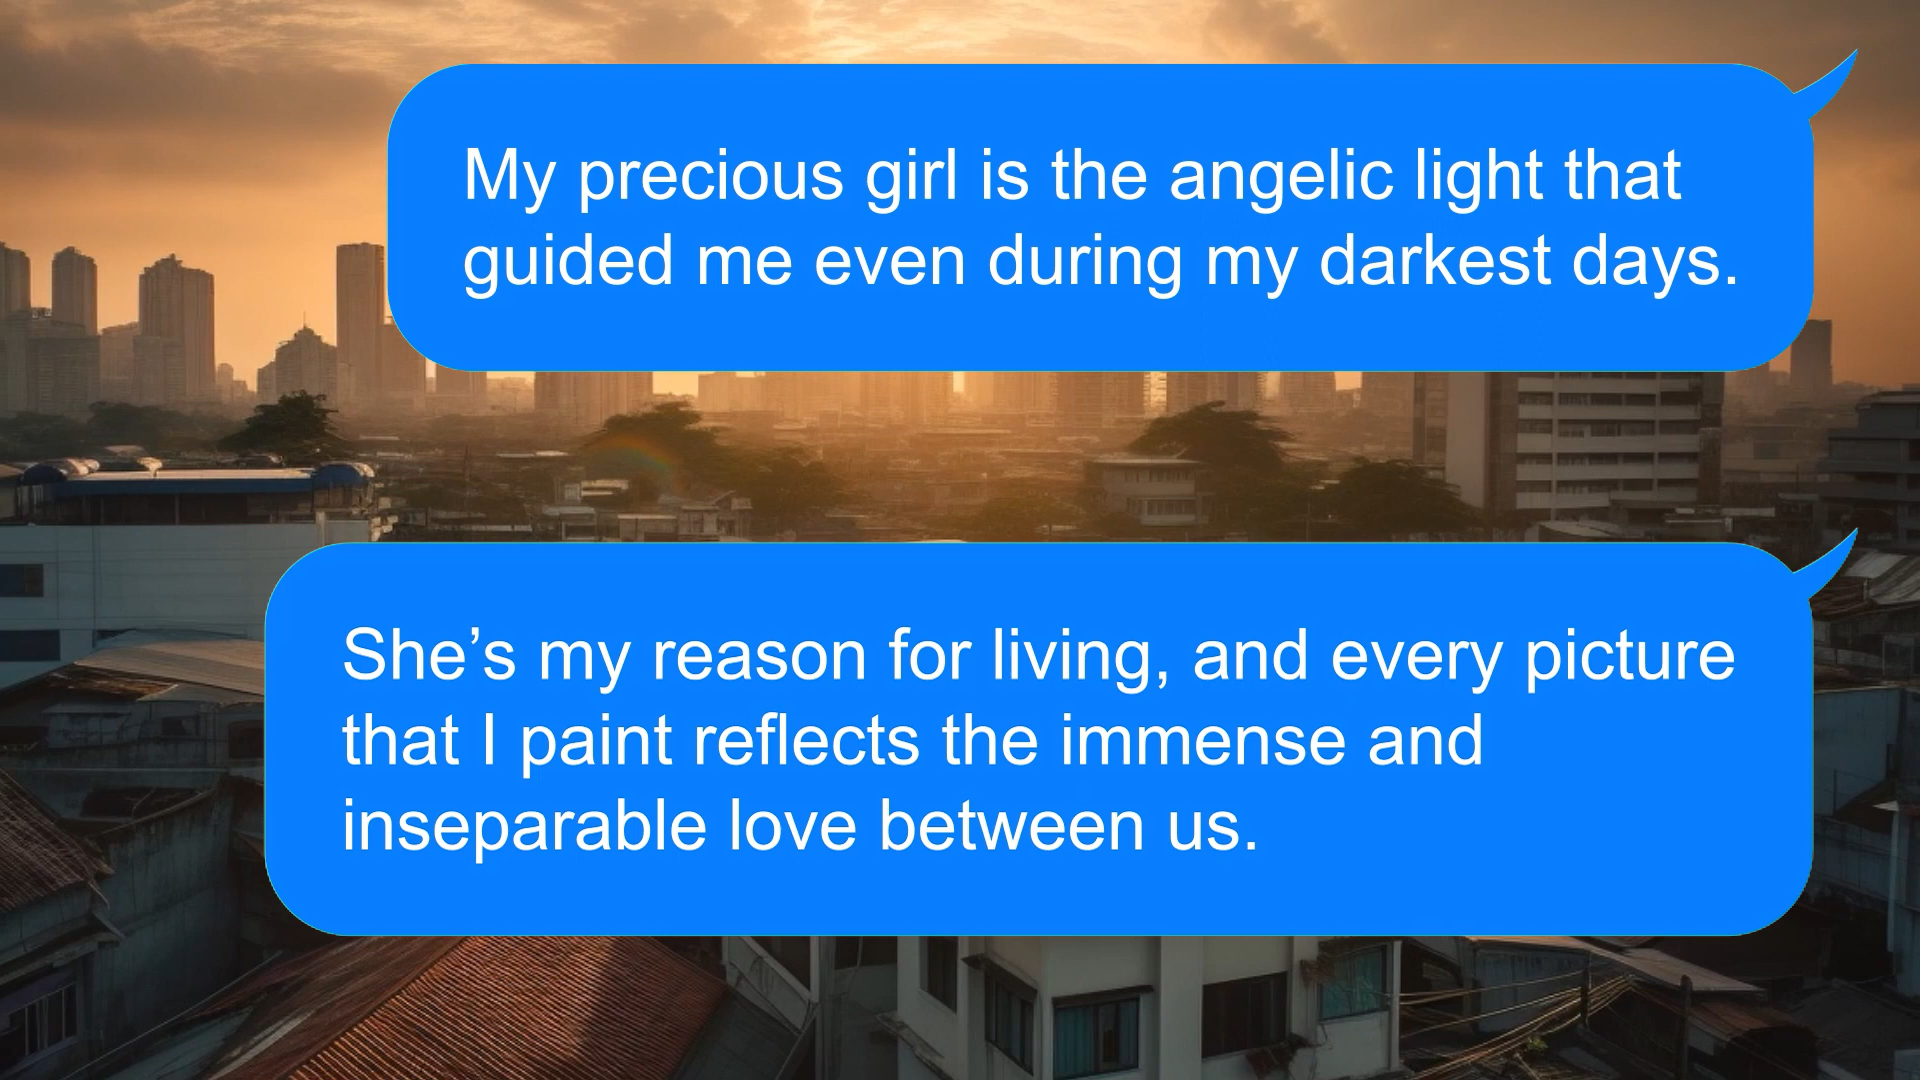 My precious girl is the angelic light that
guided me even during my darkest days.
She’s my reason for living, and every picture
that I paint reflects the immense and
inseparable love between us.